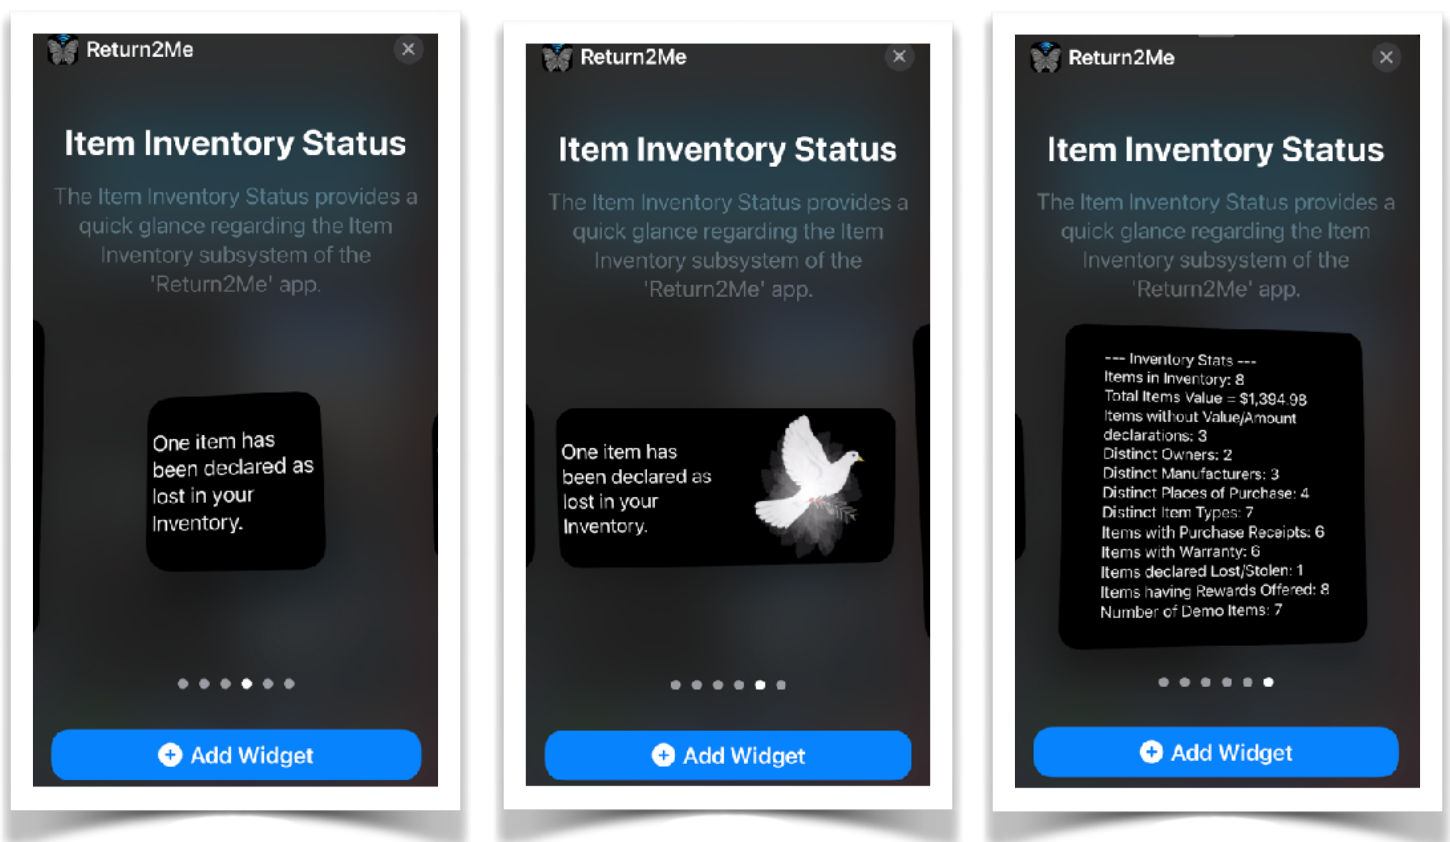 Return2Me
Item Inventory Status
The Item Inventory Status provides a
quick glance regarding the Item
Inventory subsystem of the
'Return2Me' app.
One item has
been declared as
lost in your
Inventory.
Add Widget
Return2Me
Item Inventory Status
The Item Inventory Status provides a
quick glance regarding the Item
Inventory subsystem of the
'Return2Me' app.
One item has
been declared as
lost in your
Inventory.
Add Widget
Return2Me
Item Inventory Status
The Item Inventory Status provides a
quick glance regarding the Item
Inventory subsystem of the
'Return2Me' app.
--- Inventory Stats ---
Items in Inventory: 8
Total Items Value = $1,394.98
Items without Value/Amount
declarations: 3
Distinct Owners: 2
Distinct Manufacturers: 3
Distinct Places of Purchase: 4
Distinct Item Types: 7
Items with Purchase Receipts: 6
Items with Warranty: 6
Items declared Lost/Stolen: 1
Items having Rewards Offered: 8
Number of Demo Items: 7
Add Widget